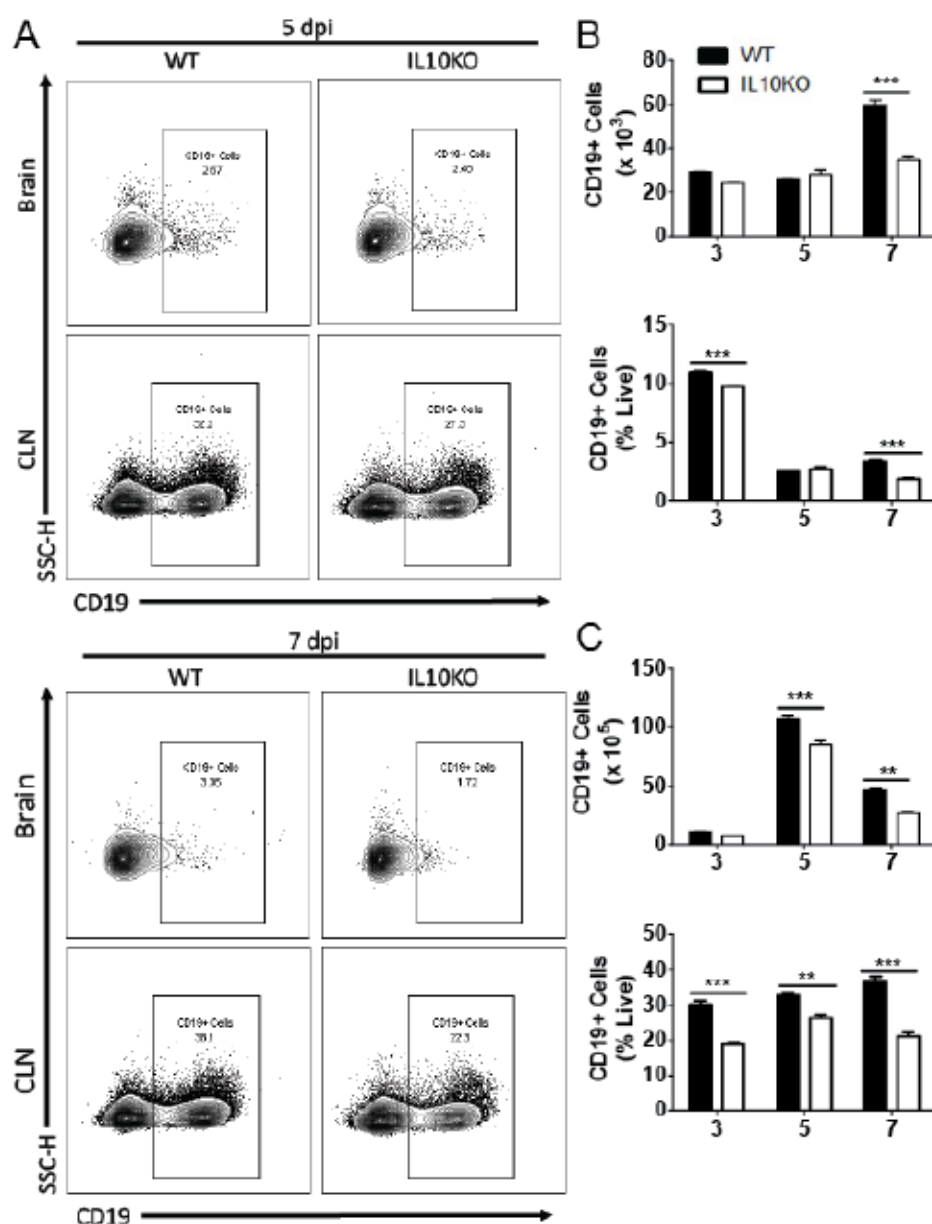 A
5 dpi
WT
IL10KO
Brain
CD19+ Cells
2.67
CD19+ Cells
2.40
CLN
CD19+ Cells
CD19+ Cells
SSC-H
CD19
7 dpi
WT
IL10KO
Brain
CD19+ Cells
CD19+ Cells
1.72
CLN
CD19+ Cells
CD19+ Cells
22.3
SSC-H
CD19
B
WT
IL10KO
CD19+ Cells
(x 10³)
80
60
40
20
0
***
3
5
7
CD19+ Cells
(% Live)
15
10
5
0
***
***
3
5
7
C
CD19+ Cells
(x 10⁵)
150
100
50
0
***
**
3
5
7
CD19+ Cells
(% Live)
50
40
30
20
10
0
***
**
***
3
5
7